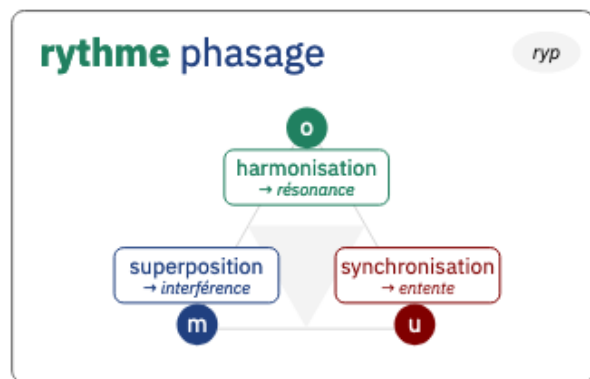 rythme phasage
ryp
o
harmonisation
→ résonance
superposition
→ interférence
m
synchronisation
→ entente
u